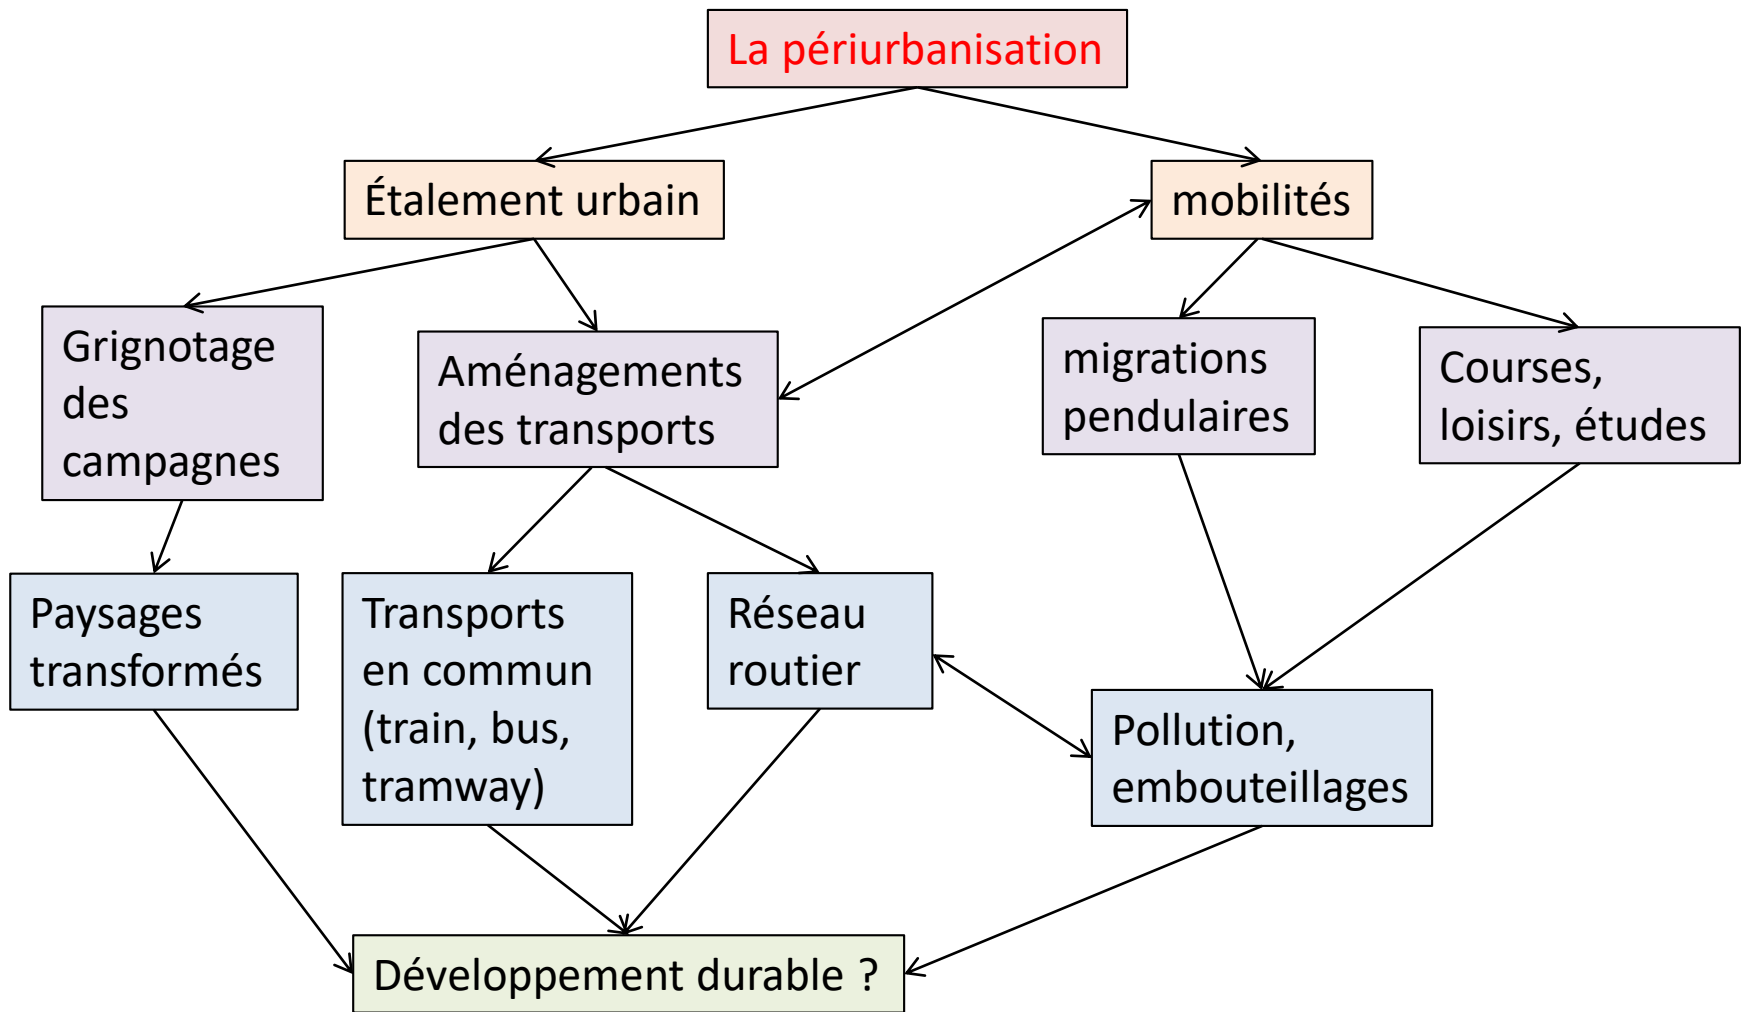 La périurbanisation
Étalement urbain
mobilités
Grignotage
des
campagnes
Aménagements
des transports
migrations
pendulaires
Courses,
loisirs, études
Paysages
transformés
Transports
en commun
(train, bus,
tramway)
Réseau
routier
Pollution,
embouteillages
Développement durable ?